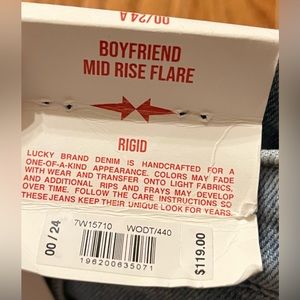 00/24 A
BOYFRIEND
MID RISE FLARE
RIGID
LUCKY BRAND DENIM IS HANDCRAFTED FOR A
ONE-OF-A-KIND APPEARANCE. COLORS MAY FADE
WITH WEAR AND TRANSFER ONTO LIGHT FABRICS,
AND ADDITIONAL RIPS AND FRAYS MAY DEVELOP
OVER TIME. FOLLOW THE CARE INSTRUCTIONS SO
THESE JEANS KEEP THEIR UNIQUE LOOK FOR YEARS.
00/24
7W15710 WODT/440
196200635071
$119.00